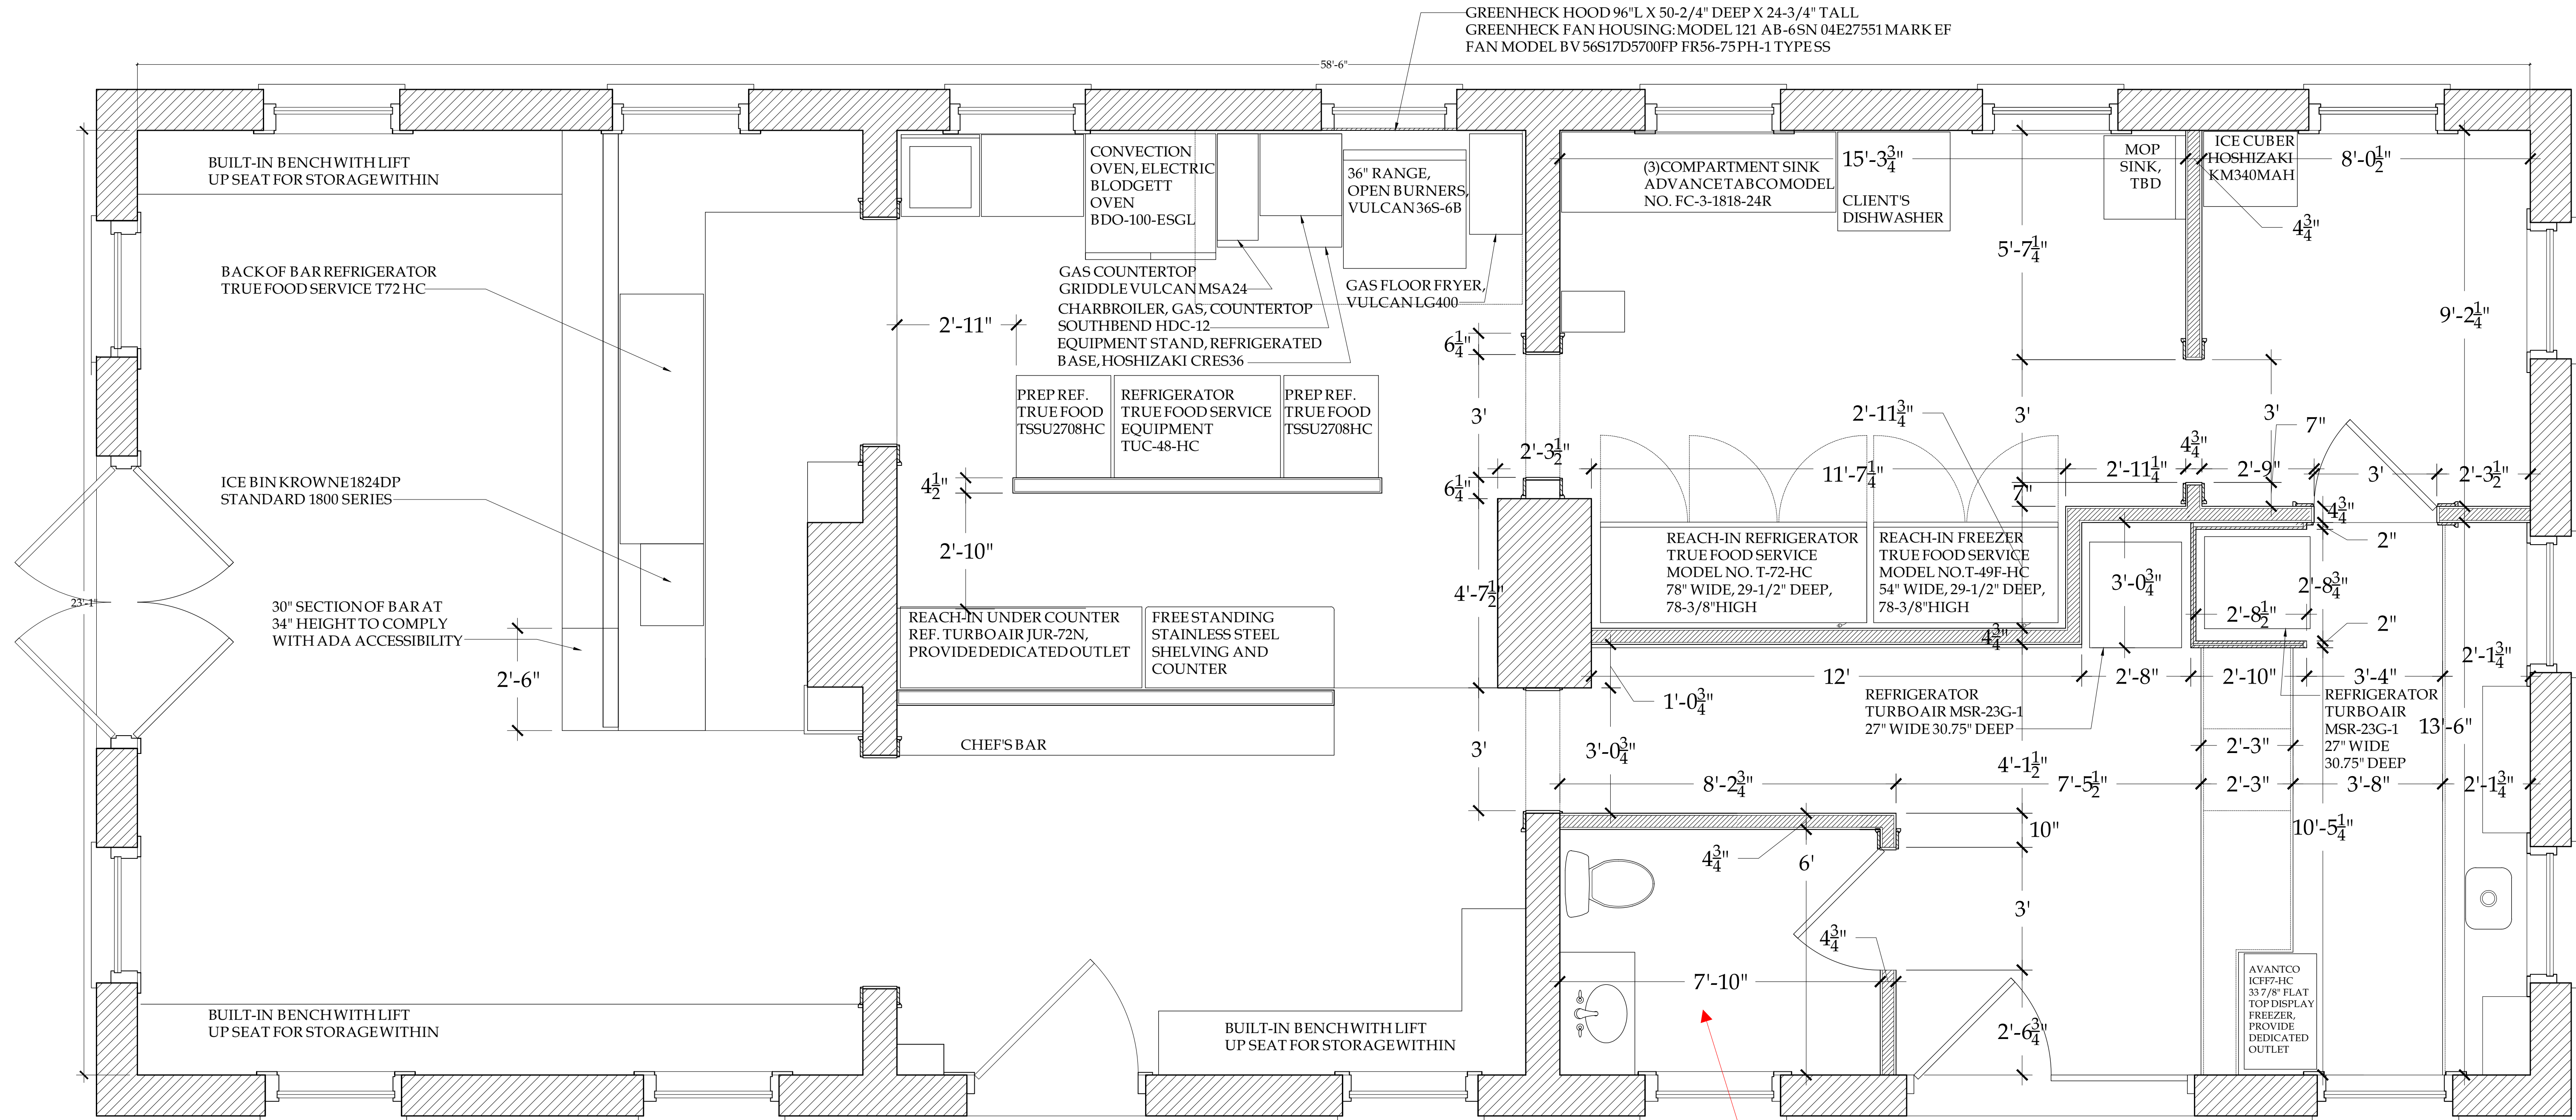 GREENHECK HOOD 96"L X 50-2/4" DEEP X 24-3/4" TALL
GREENHECK FAN HOUSING: MODEL 121 AB-6 SN 04E27551 MARK EF
FAN MODEL BV 56S17D5700FP FR56-75 PH-1 TYPE SS
58'-6"
BUILT-IN BENCH WITH LIFT
UP SEAT FOR STORAGE WITHIN
CONVECTION
OVEN, ELECTRIC
BLODGETT
OVEN
BDO-100-ESGL
36" RANGE,
OPEN BURNERS,
VULCAN 36S-6B
(3)COMPARTMENT SINK
ADVANCE TABCO MODEL
NO. FC-3-1818-24R
15'-3 3/4"
CLIENT'S
DISHWASHER
MOP
SINK,
TBD
ICE CUBER
HOSHIZAKI
KM340MAH
8'-0 1/2"
4 3/4"
5'-7 1/4"
BACK OF BAR REFRIGERATOR
TRUE FOOD SERVICE T72 HC
GAS COUNTERTOP
GRIDDLE VULCAN MSA24
GAS FLOOR FRYER,
VULCAN LG400
CHARBROILER, GAS, COUNTERTOP
SOUTHBEND HDC-12
EQUIPMENT STAND, REFRIGERATED
BASE, HOSHIZAKI CRES36
2'-11"
6 1/4"
9'-2 1/4"
PREP REF.
TRUE FOOD
TSSU2708HC
REFRIGERATOR
TRUE FOOD SERVICE
EQUIPMENT
TUC-48-HC
PREP REF.
TRUE FOOD
TSSU2708HC
3'
2'-11 3/4"
3'
3'
7"
2'-3 1/2"
4 3/4"
11'-7 1/4"
2'-11 1/4"
2'-9"
3'
2'-3 1/2"
ICE BIN KROWNE 1824DP
STANDARD 1800 SERIES
4 1/2"
6 1/4"
7"
4 3/4"
2"
2'-10"
REACH-IN REFRIGERATOR
TRUE FOOD SERVICE
MODEL NO. T-72-HC
78" WIDE, 29-1/2" DEEP,
78-3/8"HIGH
REACH-IN FREEZER
TRUE FOOD SERVICE
MODEL NO.T-49F-HC
54" WIDE, 29-1/2" DEEP,
78-3/8"HIGH
3'-0 3/4"
2'-8 3/4"
2'-8 1/2"
2"
4'-7 1/2"
23'-1"
30" SECTION OF BAR AT
34" HEIGHT TO COMPLY
WITH ADA ACCESSIBILITY
REACH-IN UNDER COUNTER
REF. TURBOAIR JUR-72N,
PROVIDE DEDICATED OUTLET
FREE STANDING
STAINLESS STEEL
SHELVING AND
COUNTER
4 3/4"
2'-1 3/4"
2'-6"
12'
2'-8"
2'-10"
3'-4"
1'-0 3/4"
REFRIGERATOR
TURBOAIR MSR-23G-1
27" WIDE 30.75" DEEP
REFRIGERATOR
TURBOAIR
MSR-23G-1
27" WIDE
30.75" DEEP
13'-6"
CHEF'S BAR
3'
3'-0 3/4"
2'-3"
4'-1 1/2"
8'-2 3/4"
7'-5 1/2"
2'-3"
3'-8"
2'-1 3/4"
10"
10'-5 1/4"
4 3/4"
6'
3'
4 3/4"
7'-10"
AVANTCO
ICFF7-HC
33 7/8" FLAT
TOP DISPLAY
FREEZER,
PROVIDE
DEDICATED
OUTLET
2'-6 3/4"
BUILT-IN BENCH WITH LIFT
UP SEAT FOR STORAGE WITHIN
BUILT-IN BENCH WITH LIFT
UP SEAT FOR STORAGE WITHIN